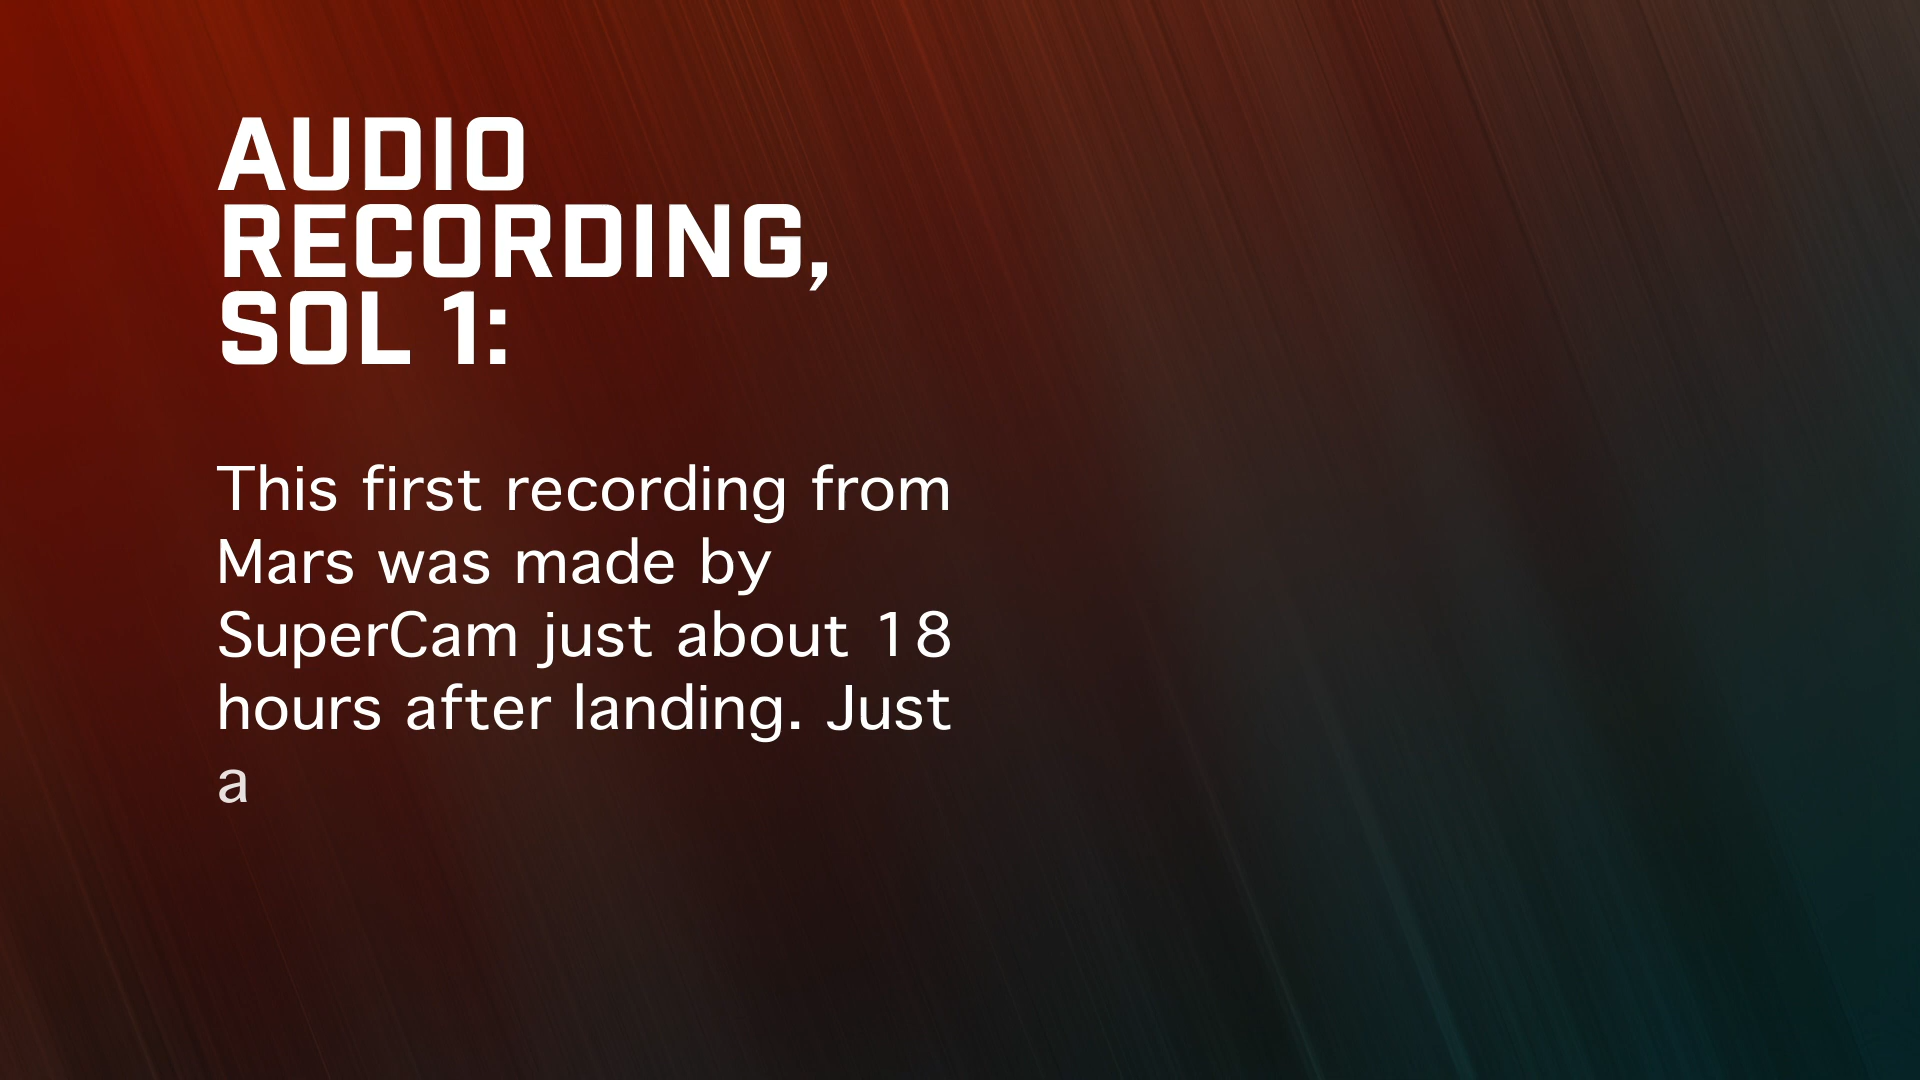 AUDIO
RECORDING,
SOL 1:
This first recording from
Mars was made by
SuperCam just about 18
hours after landing. Just
a